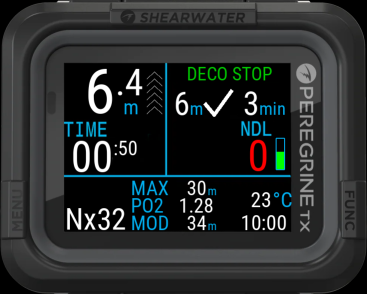 SHEARWATER
6.4 m
DECO STOP
6m 3min
TIME
00:50
NDL
0
MAX 30m
Nx32
PO2 1.28
MOD 34m
23°C
10:00
PEREGRINE TX
MENU
FUNC